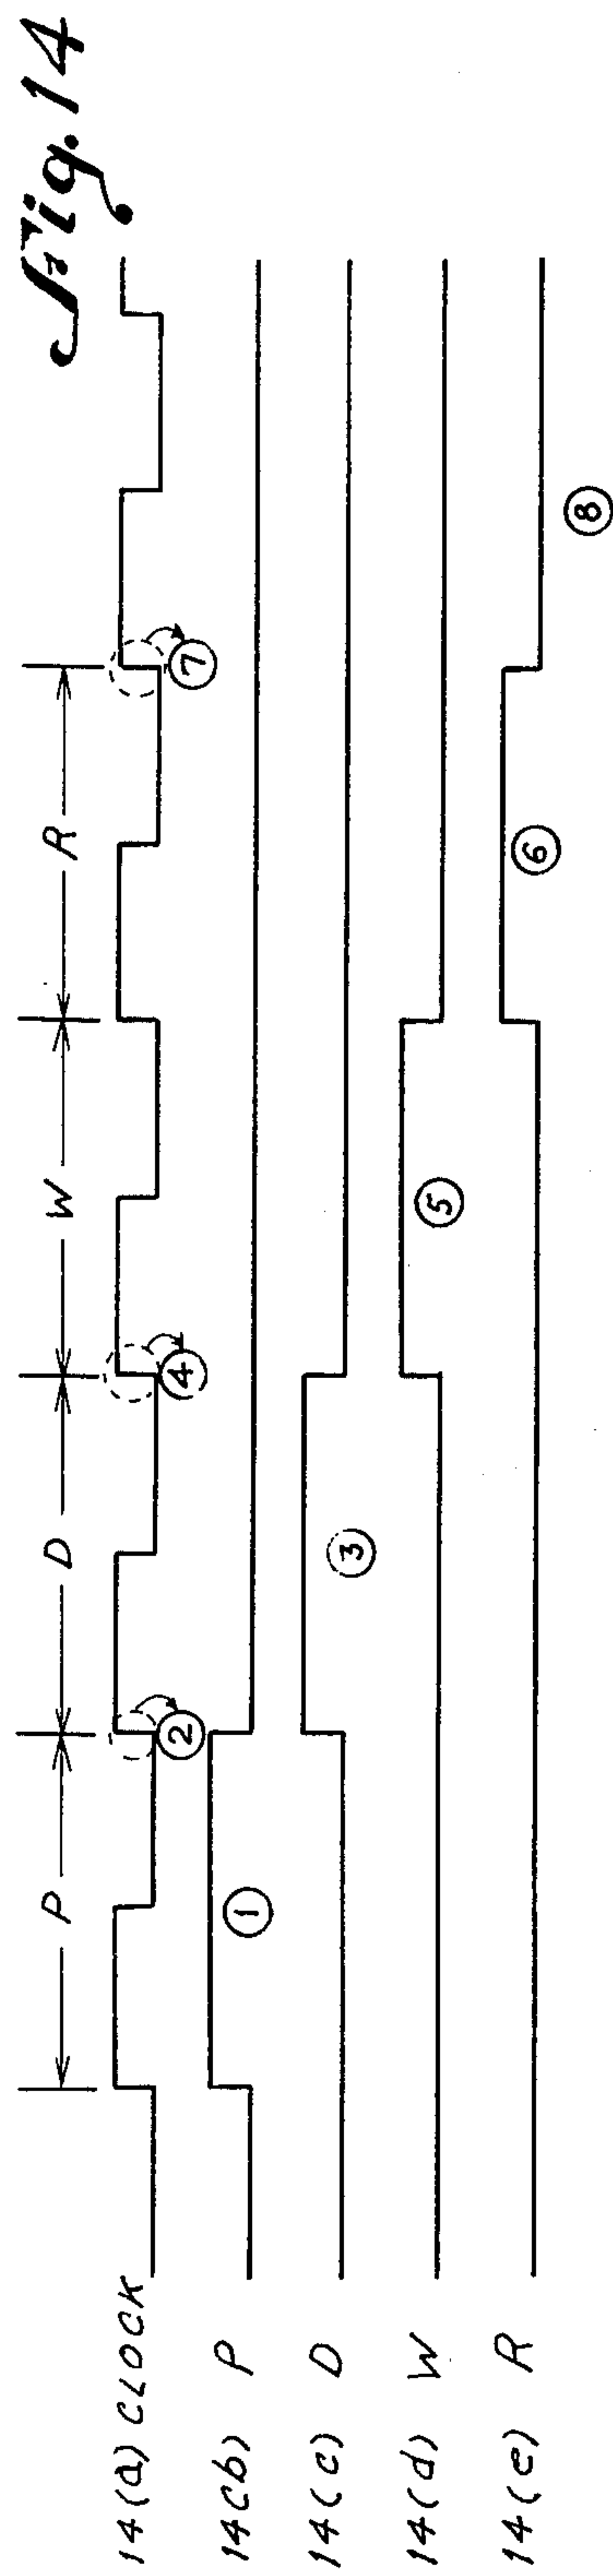 Fig. 14
P D W R
14(a) CLOCK
② ④ ⑦
14(b) P
①
14(c) D
③
14(d) W
⑤
14(e) R
⑥
⑧